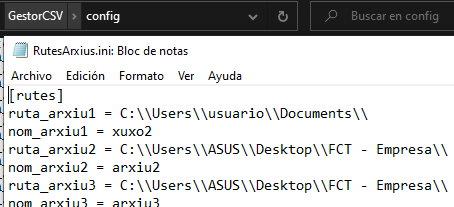 GestorCSV > config
Buscar en config
RutesArxius.ini: Bloc de notas
Archivo Edición Formato Ver Ayuda
[rutes]
ruta_arxiu1 = C:\\Users\\usuario\\Documents\\
nom_arxiu1 = xuxo2
ruta_arxiu2 = C:\\Users\\ASUS\\Desktop\\FCT - Empresa\\
nom_arxiu2 = arxiu2
ruta_arxiu3 = C:\\Users\\ASUS\\Desktop\\FCT - Empresa\\
nom_arxiu3 = arxiu3